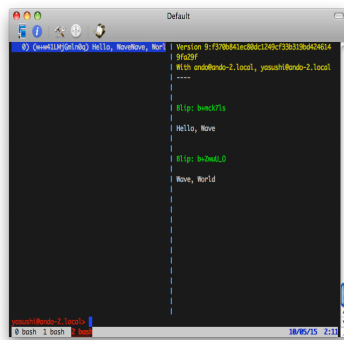 Default
0) (w+w41LMjGmln0q) Hello, WaveWave, Worl
Version 9:f370b841ec80dc1249cf33b319bd424614
9fa29f
With ando@ando-2.local, yasushi@ando-2.local
----
Blip: b+mck7ls
Hello, Wave
Blip: b+ZmuU_O
Wave, World
yasushi@ando-2.local>
0 bash 1 bash 2 bash
10/05/15 2:11